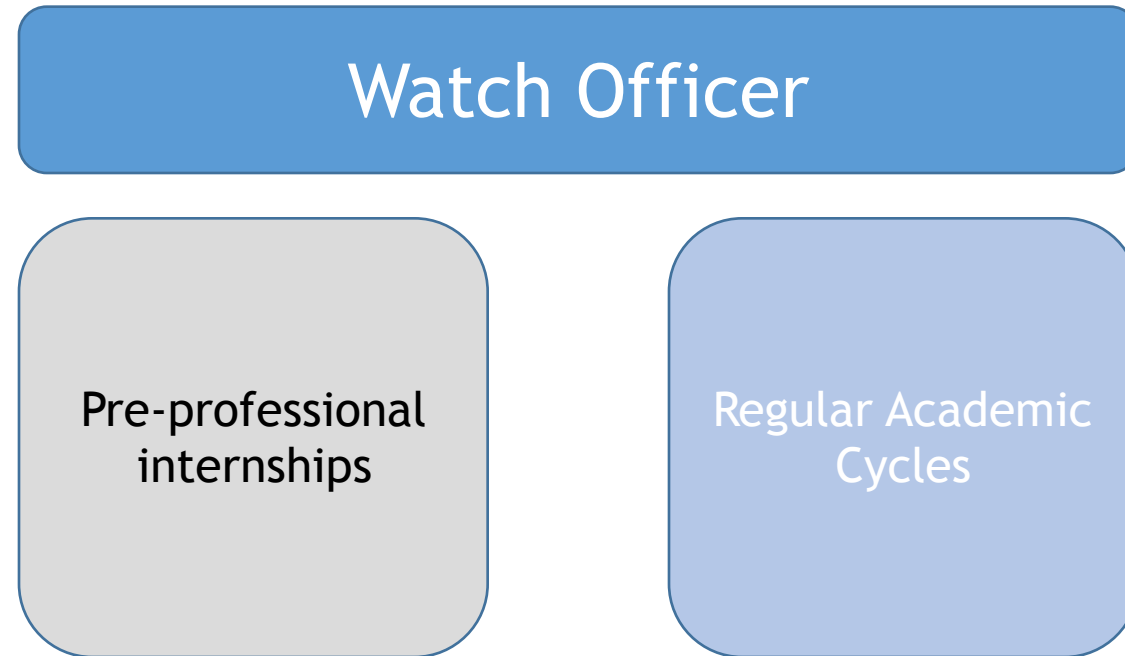 Watch Officer
Pre-professional
internships
Regular Academic
Cycles